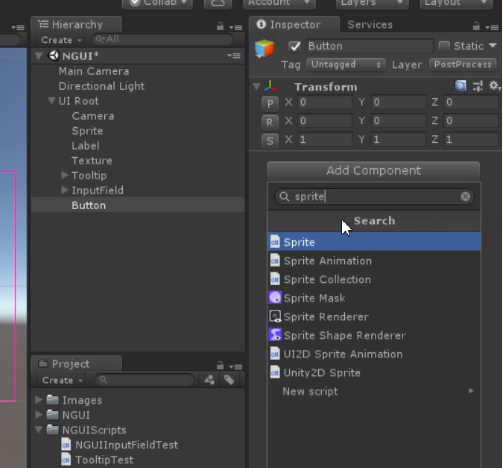 Collab
Account
Layers
Layout
Hierarchy
Create
All
NGUI*
Main Camera
Directional Light
UI Root
Camera
Sprite
Label
Texture
Tooltip
InputField
Button
Inspector
Services
Button
Static
Tag Untagged Layer PostProcess
Transform
P X 0 Y 0 Z 0
R X 0 Y 0 Z 0
S X 1 Y 1 Z 1
Add Component
sprite
Search
Sprite
Sprite Animation
Sprite Collection
Sprite Mask
Sprite Renderer
Sprite Shape Renderer
UI2D Sprite Animation
Unity2D Sprite
New script
Project
Create
Images
NGUI
NGUIScripts
NGUIInputFieldTest
TooltipTest